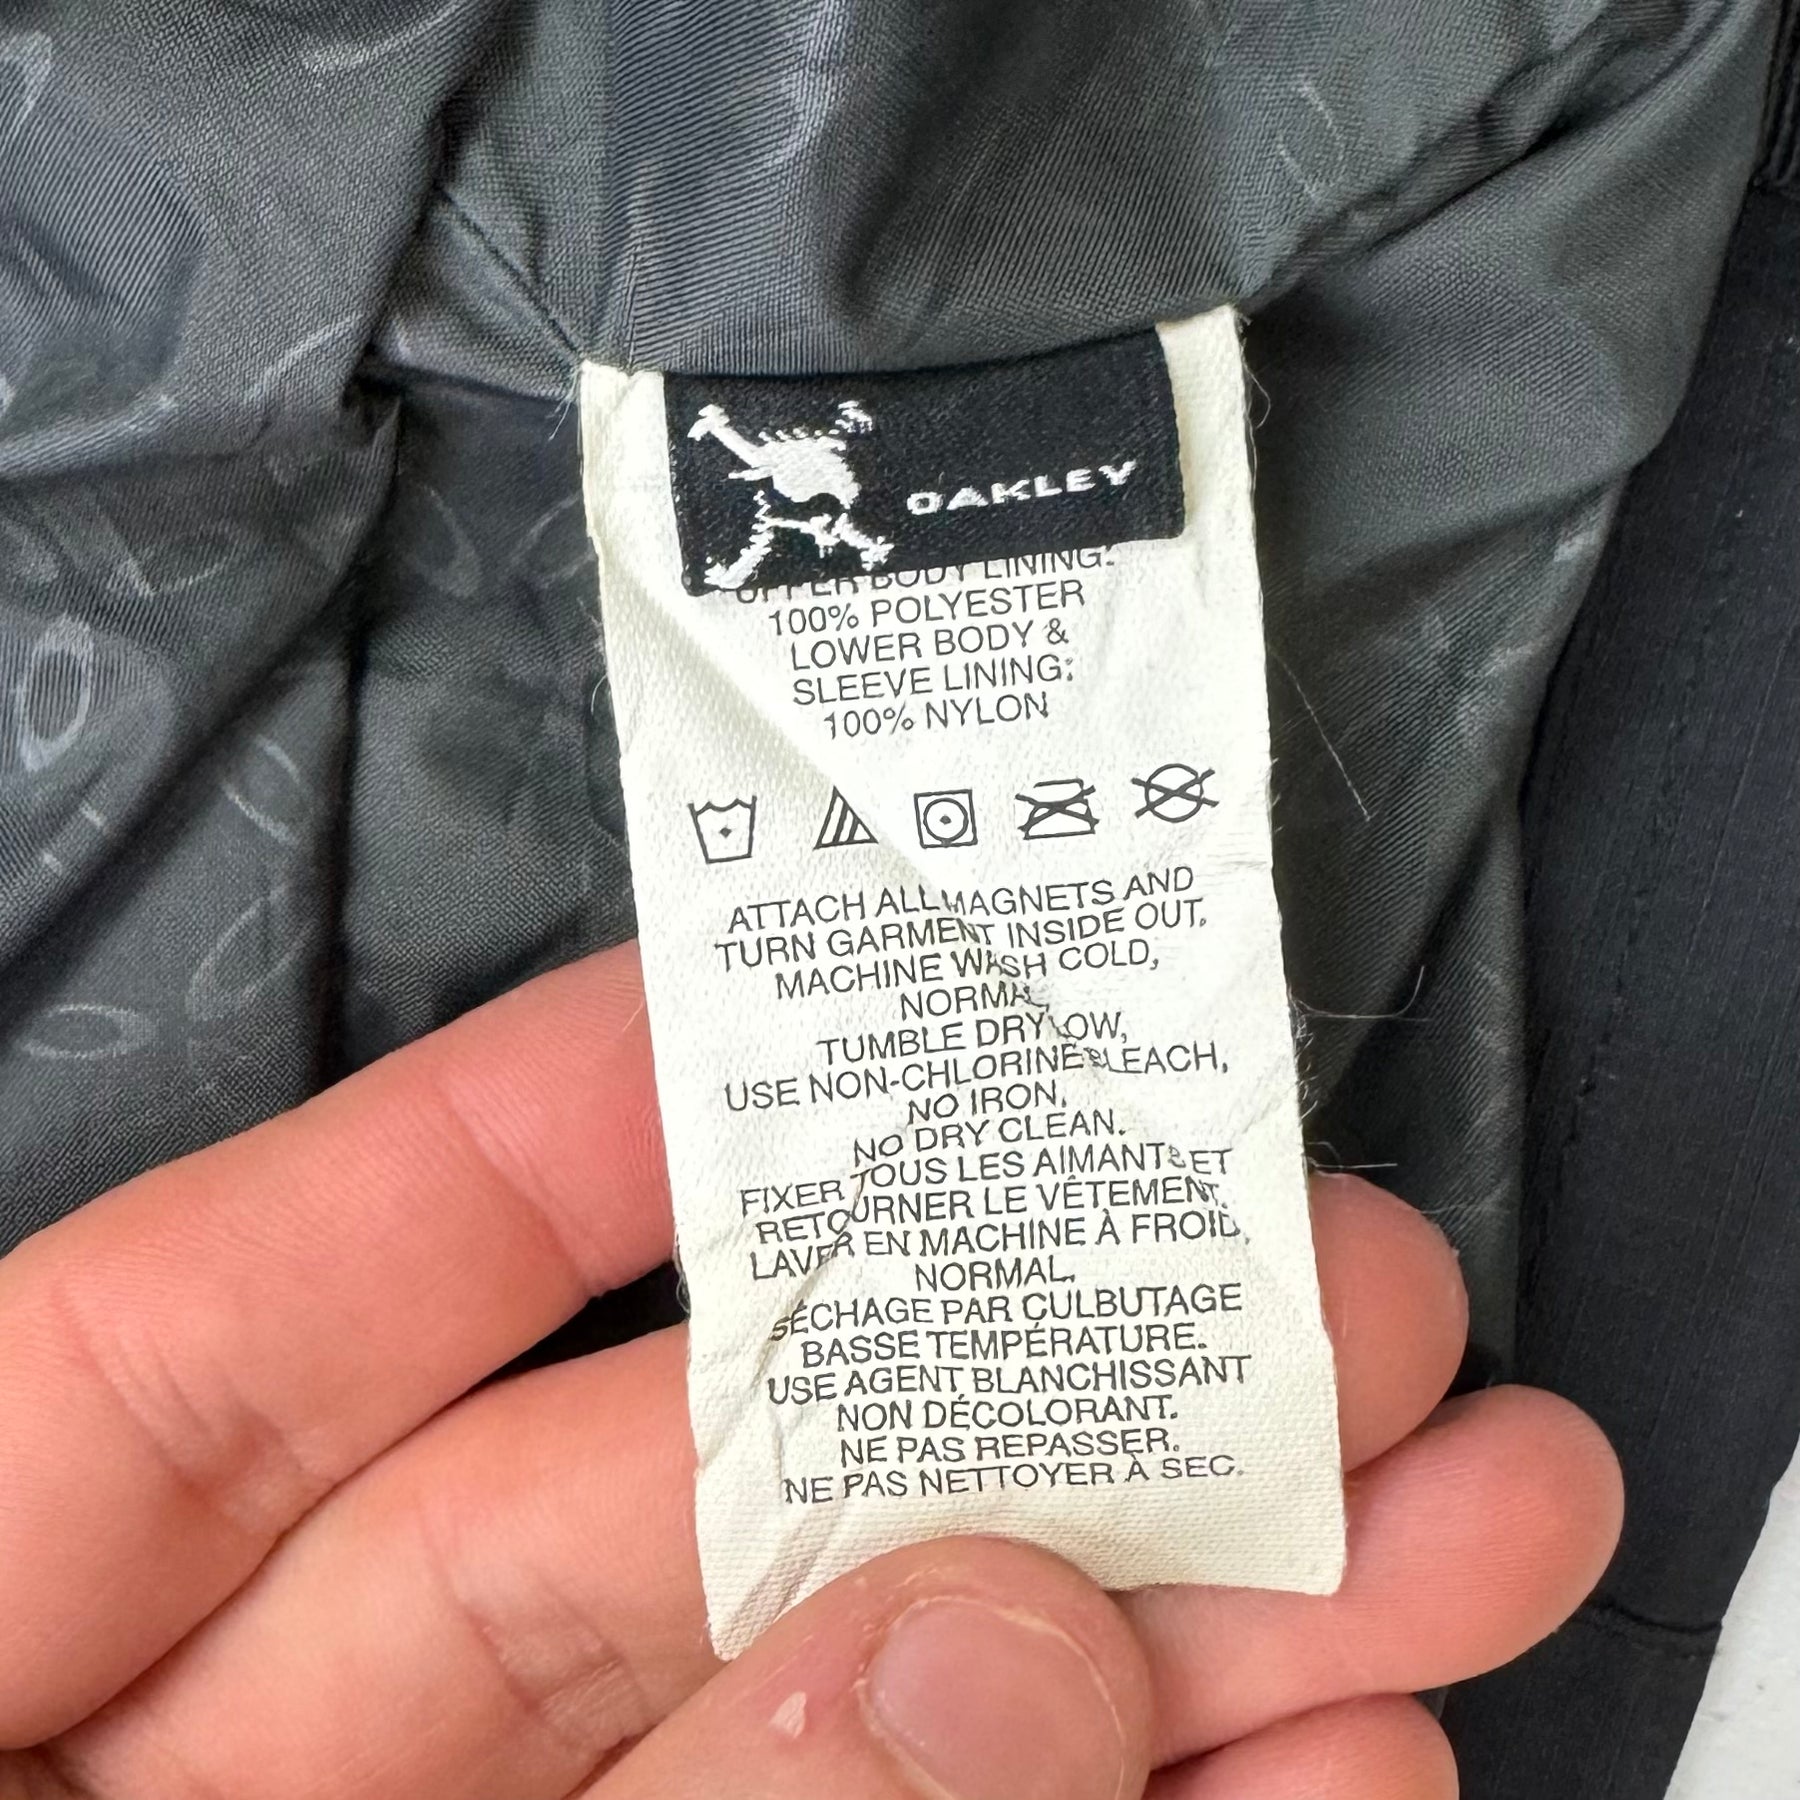 OAKLEY
UPPER BODY LINING:
100% POLYESTER
LOWER BODY &
SLEEVE LINING:
100% NYLON
ATTACH ALL MAGNETS AND
TURN GARMENT INSIDE OUT.
MACHINE WASH COLD,
NORMAL,
TUMBLE DRY LOW,
USE NON-CHLORINE BLEACH,
NO IRON,
NO DRY CLEAN.
FIXER TOUS LES AIMANTS ET
RETOURNER LE VÊTEMENT.
LAVER EN MACHINE À FROID,
NORMAL.
SÉCHAGE PAR CULBUTAGE
BASSE TEMPÉRATURE.
USE AGENT BLANCHISSANT
NON DÉCOLORANT.
NE PAS REPASSER.
NE PAS NETTOYER À SEC.